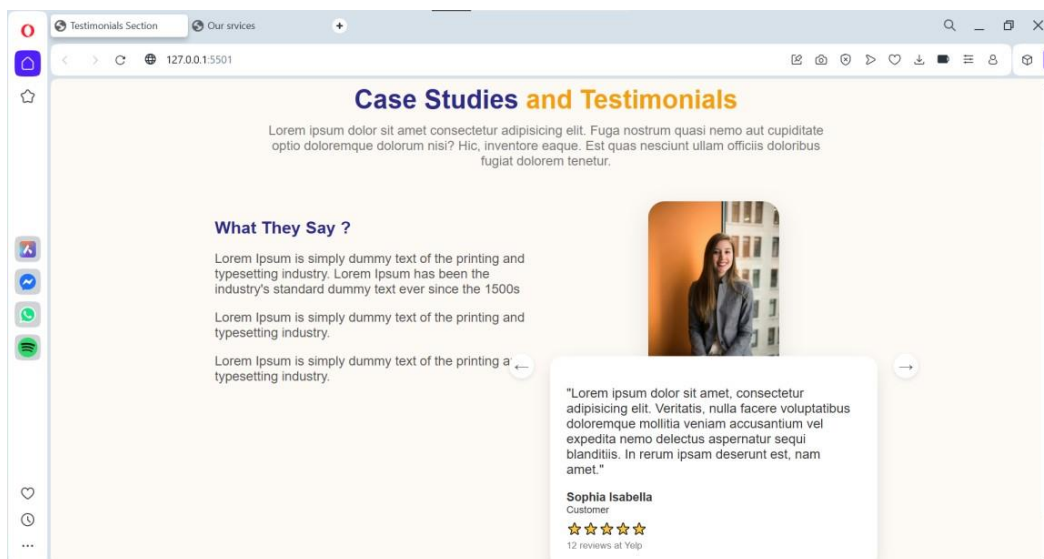 Testimonials Section
Our srvices
127.0.0.1:5501
Case Studies and Testimonials
Lorem ipsum dolor sit amet consectetur adipisicing elit. Fuga nostrum quasi nemo aut cupiditate
optio doloremque dolorum nisi? Hic, inventore eaque. Est quas nesciunt ullam officiis doloribus
fugiat dolorem tenetur.
What They Say ?
Lorem Ipsum is simply dummy text of the printing and
typesetting industry. Lorem Ipsum has been the
industry's standard dummy text ever since the 1500s
Lorem Ipsum is simply dummy text of the printing and
typesetting industry.
Lorem Ipsum is simply dummy text of the printing
typesetting industry.
"Lorem ipsum dolor sit amet, consectetur
adipisicing elit. Veritatis, nulla facere voluptatibus
doloremque mollitia veniam accusantium vel
expedita nemo delectus aspernatur sequi
blanditiis. In rerum ipsam deserunt est, nam
amet."
Sophia Isabella
Customer
12 reviews at Yelp